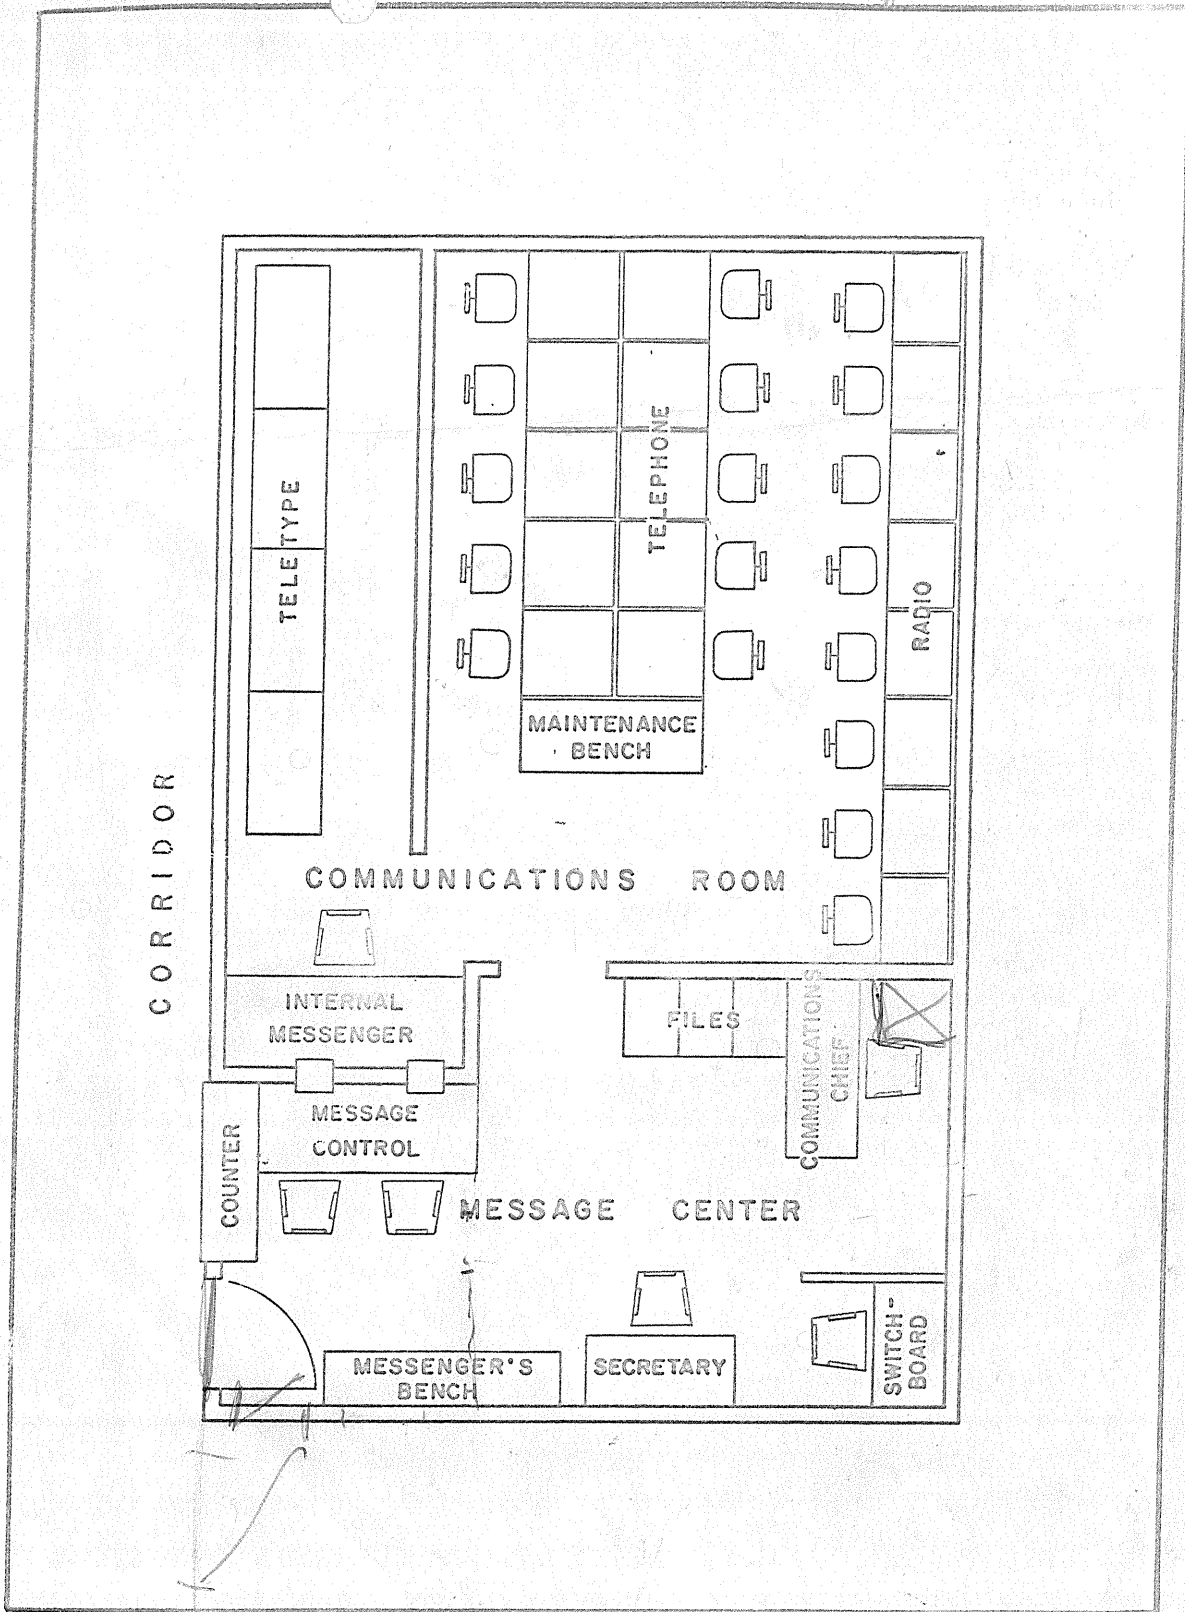 TELETYPE
TELEPHONE
RADIO
MAINTENANCE
BENCH
CORRIDOR
COMMUNICATIONS ROOM
INTERNAL
MESSENGER
FILES
COMMUNICATIONS
CHIEF
MESSAGE
CONTROL
COUNTER
MESSAGE CENTER
MESSENGER'S
BENCH
SECRETARY
SWITCH-
BOARD